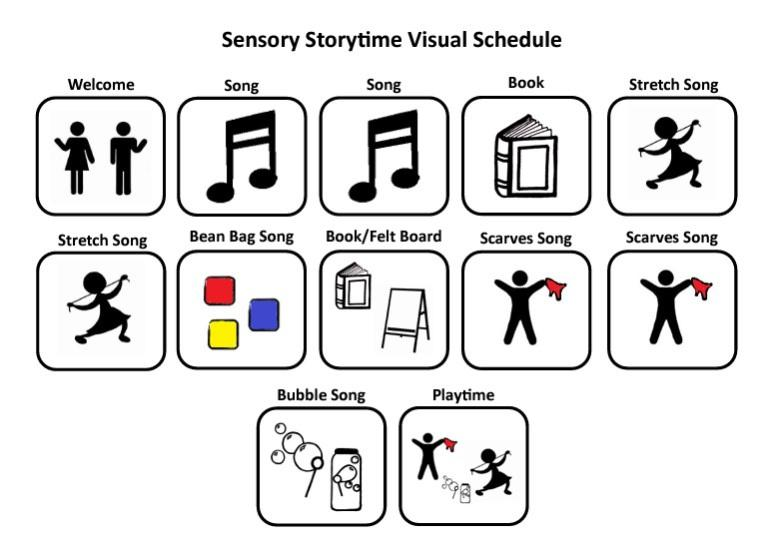 Sensory Storytime Visual Schedule
Welcome
Song
Song
Book
Stretch Song
Stretch Song
Bean Bag Song
Book/Felt Board
Scarves Song
Scarves Song
Bubble Song
Playtime